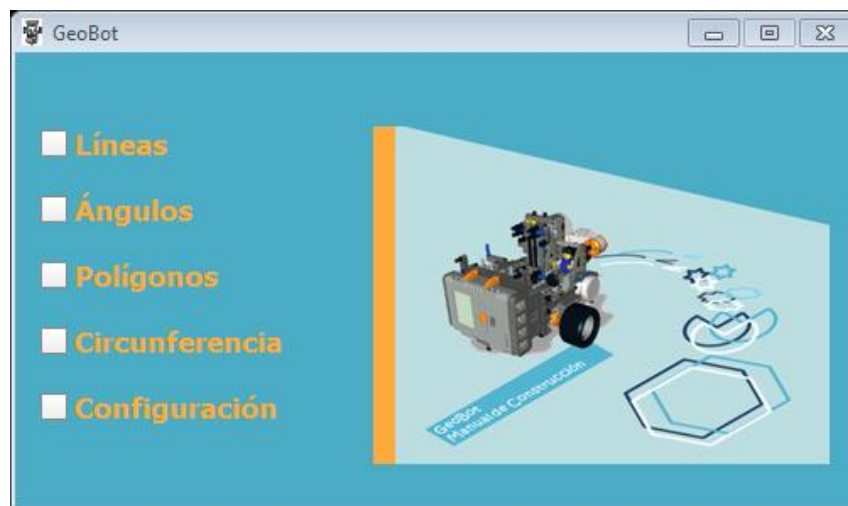 GeoBot
Líneas
Ángulos
Polígonos
Circunferencia
Configuración
GeoBot
Manual de Construcción